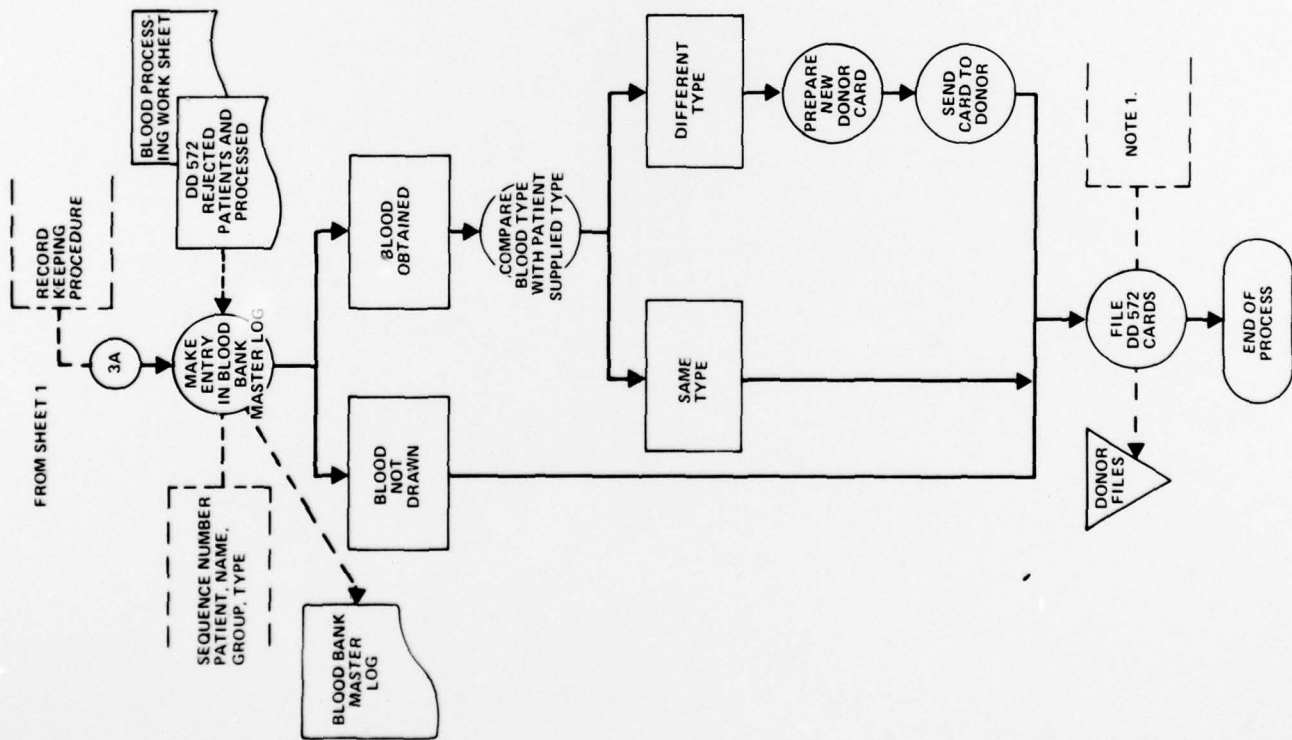 FROM SHEET 1
RECORD
KEEPING
PROCEDURE
3A
BLOOD PROCESS-
ING WORK SHEET
DD 572
REJECTED
PATIENTS AND
PROCESSED
MAKE
ENTRY
IN BLOOD
BANK
MASTER LOG
SEQUENCE NUMBER
PATIENT, NAME,
GROUP, TYPE
BLOOD BANK
MASTER
LOG
BLOOD
NOT
DRAWN
BLOOD
OBTAINED
COMPARE
BLOOD TYPE
WITH PATIENT
SUPPLIED TYPE
SAME
TYPE
DIFFERENT
TYPE
PREPARE
NEW
DONOR
CARD
SEND
CARD TO
DONOR
DONOR
FILES
FILE
DD 572
CARDS
NOTE 1.
END OF
PROCESS